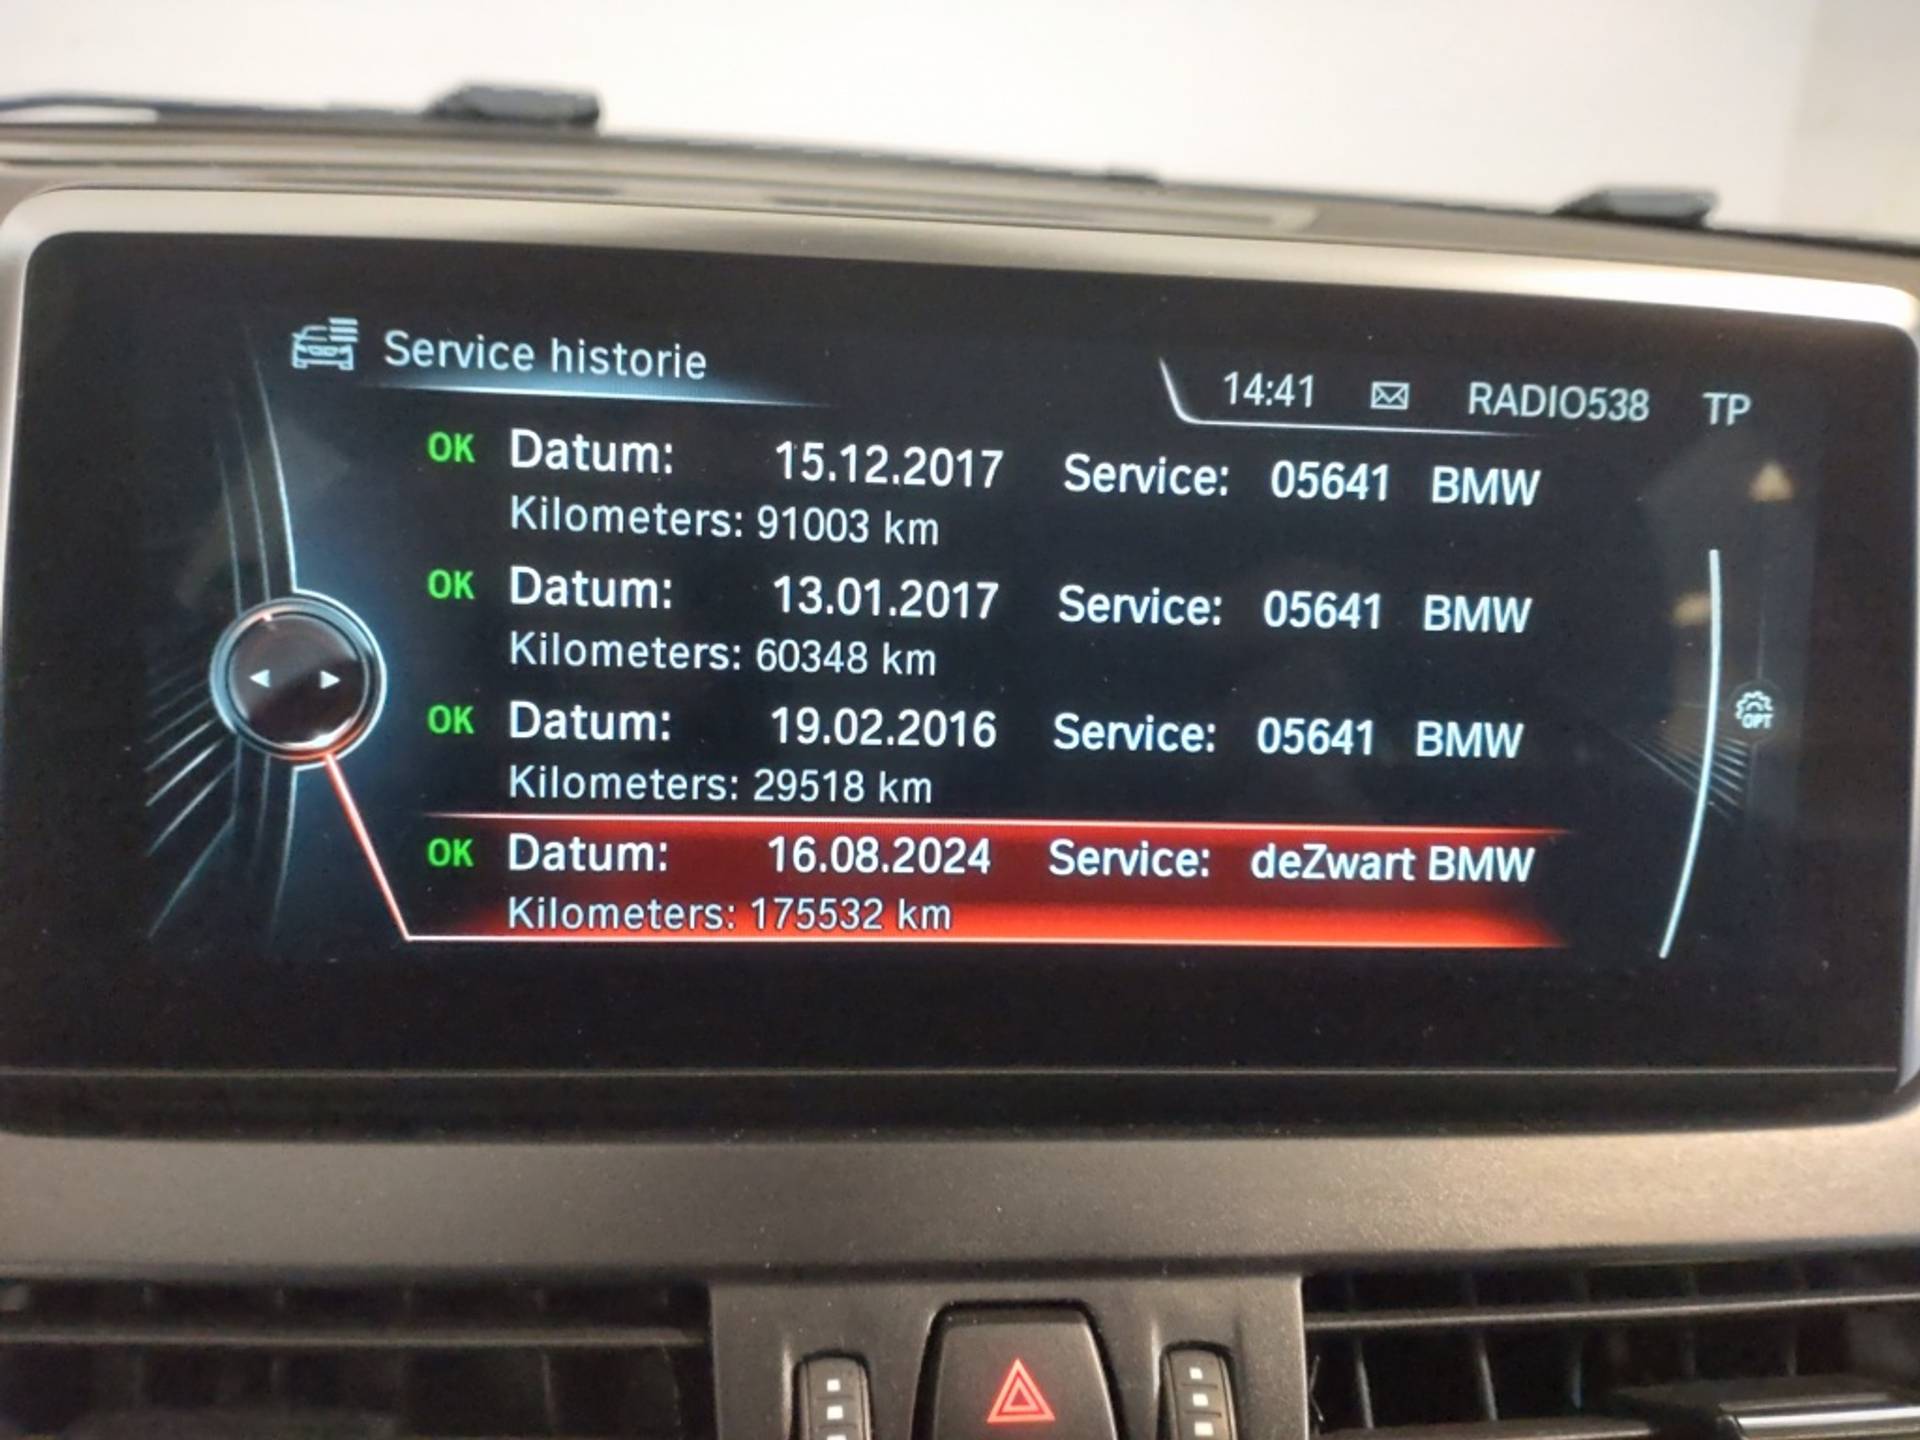 Service historie
14:41 RADIO538 TP
OK Datum: 15.12.2017 Service: 05641 BMW
Kilometers: 91003 km
OK Datum: 13.01.2017 Service: 05641 BMW
Kilometers: 60348 km
OK Datum: 19.02.2016 Service: 05641 BMW
Kilometers: 29518 km
OK Datum: 16.08.2024 Service: deZwart BMW
Kilometers: 175532 km
OPT